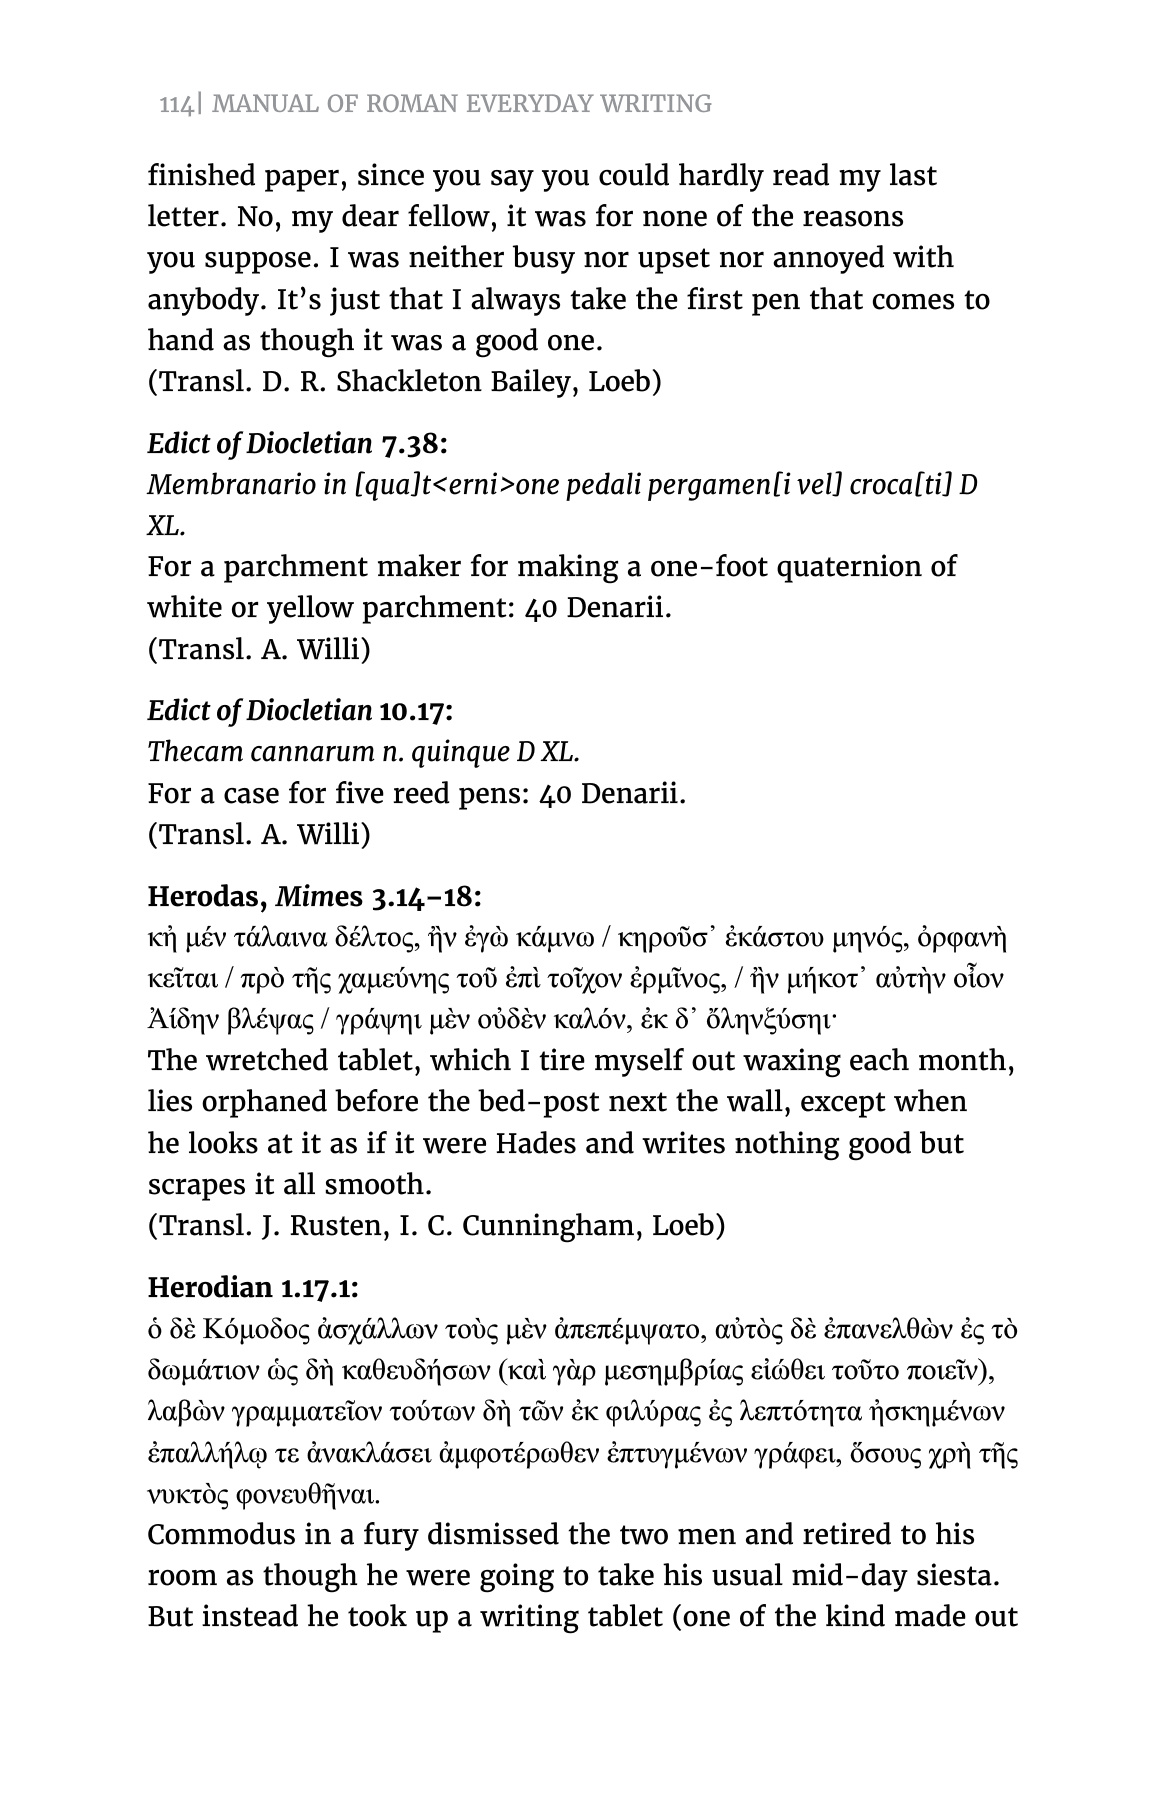 114| MANUAL OF ROMAN EVERYDAY WRITING
finished paper, since you say you could hardly read my last
letter. No, my dear fellow, it was for none of the reasons
you suppose. I was neither busy nor upset nor annoyed with
anybody. It’s just that I always take the first pen that comes to
hand as though it was a good one.
(Transl. D. R. Shackleton Bailey, Loeb)
Edict of Diocletian 7.38:
Membranario in [qua]t<erni>one pedali pergamen[i vel] croca[ti] D
XL.
For a parchment maker for making a one-foot quaternion of
white or yellow parchment: 40 Denarii.
(Transl. A. Willi)
Edict of Diocletian 10.17:
Thecam cannarum n. quinque D XL.
For a case for five reed pens: 40 Denarii.
(Transl. A. Willi)
Herodas, Mimes 3.14–18:
κἠ μέν τάλαινα δέλτος, ἢν ἐγὼ κάμνω / κηροῦσ᾽ ἐκάστου μηνός, ὀρφανὴ
κεῖται / πρὸ τῆς χαμεύνης τοῦ ἐπὶ τοῖχον ἐρμῖνος, / ἢν μήκοτ᾽ αὐτὴν οἶον
Ἀίδην βλέψας / γράψηι μὲν οὐδὲν καλόν, ἐκ δ᾽ ὄληνξύσηι·
The wretched tablet, which I tire myself out waxing each month,
lies orphaned before the bed-post next the wall, except when
he looks at it as if it were Hades and writes nothing good but
scrapes it all smooth.
(Transl. J. Rusten, I. C. Cunningham, Loeb)
Herodian 1.17.1:
ὁ δὲ Κόμοδος ἀσχάλλων τοὺς μὲν ἀπεπέμψατο, αὐτὸς δὲ ἐπανελθὼν ἐς τὸ
δωμάτιον ὡς δὴ καθευδήσων (καὶ γὰρ μεσημβρίας εἰώθει τοῦτο ποιεῖν),
λαβὼν γραμματεῖον τούτων δὴ τῶν ἐκ φιλύρας ἐς λεπτότητα ἠσκημένων
ἐπαλλήλῳ τε ἀνακλάσει ἀμφοτέρωθεν ἐπτυγμένων γράφει, ὅσους χρὴ τῆς
νυκτὸς φονευθῆναι.
Commodus in a fury dismissed the two men and retired to his
room as though he were going to take his usual mid-day siesta.
But instead he took up a writing tablet (one of the kind made out